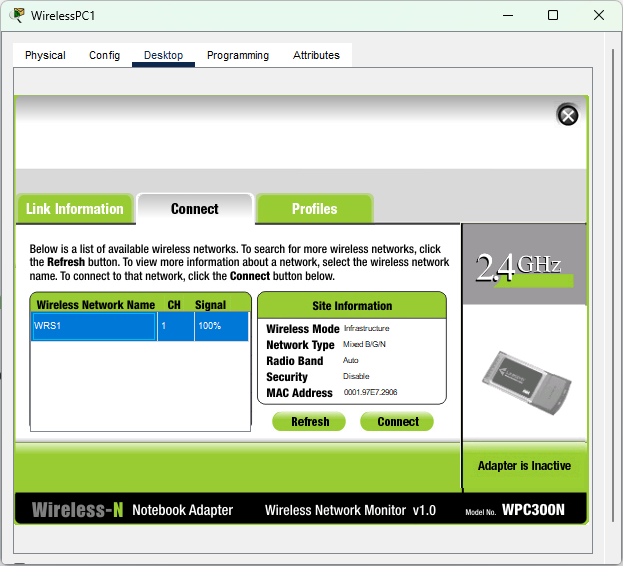 WirelessPC1
Physical Config Desktop Programming Attributes
Link Information Connect Profiles
Below is a list of available wireless networks. To search for more wireless networks, click
the Refresh button. To view more information about a network, select the wireless network
name. To connect to that network, click the Connect button below.
2.4GHz
Wireless Network Name CH Signal
WRS1 1 100%
Site Information
Wireless Mode Infrastructure
Network Type Mixed B/G/N
Radio Band Auto
Security Disable
MAC Address 0001.97E7.2906
Refresh Connect
Adapter is Inactive
Wireless-N Notebook Adapter Wireless Network Monitor v1.0 Model No. WPC300N